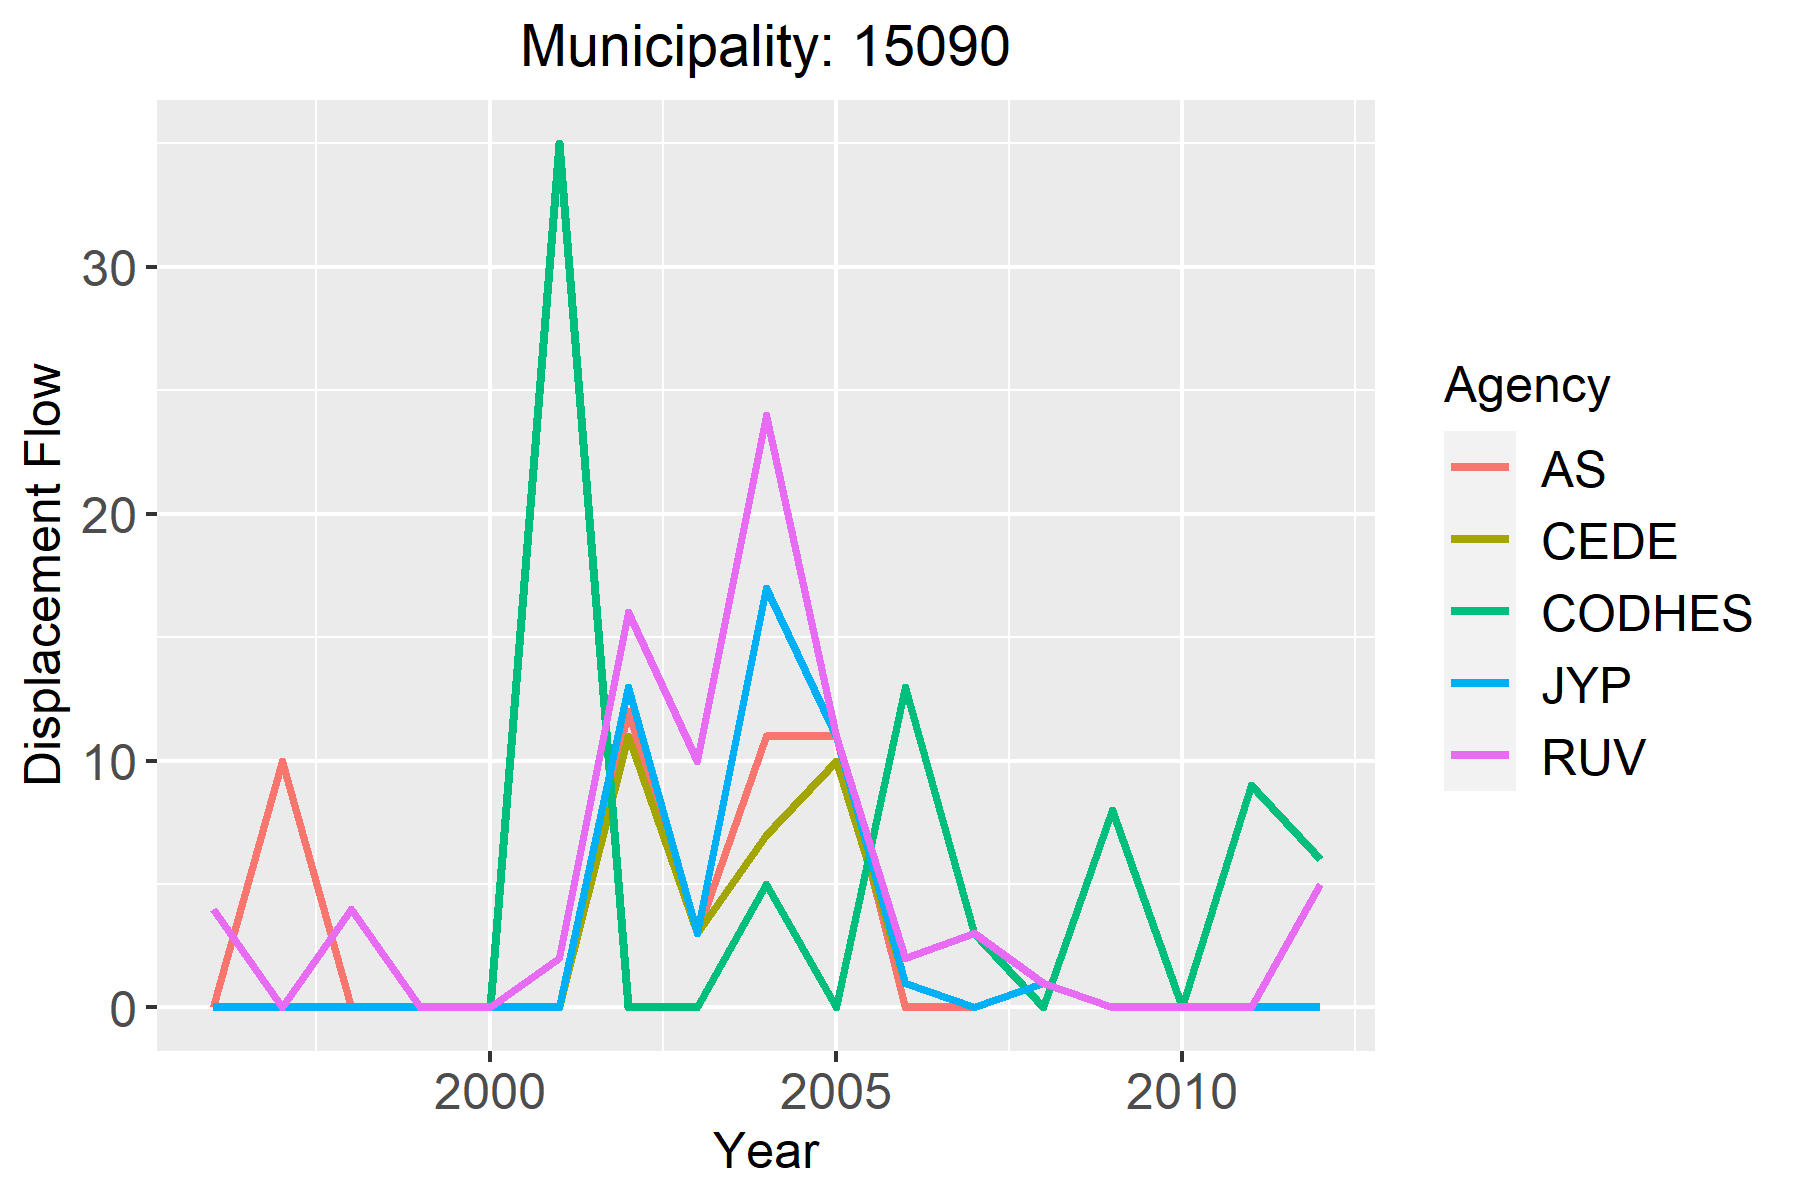 Municipality: 15090
Displacement Flow
30
20
10
0
2000 2005 2010
Year
Agency
AS
CEDE
CODHES
JYP
RUV